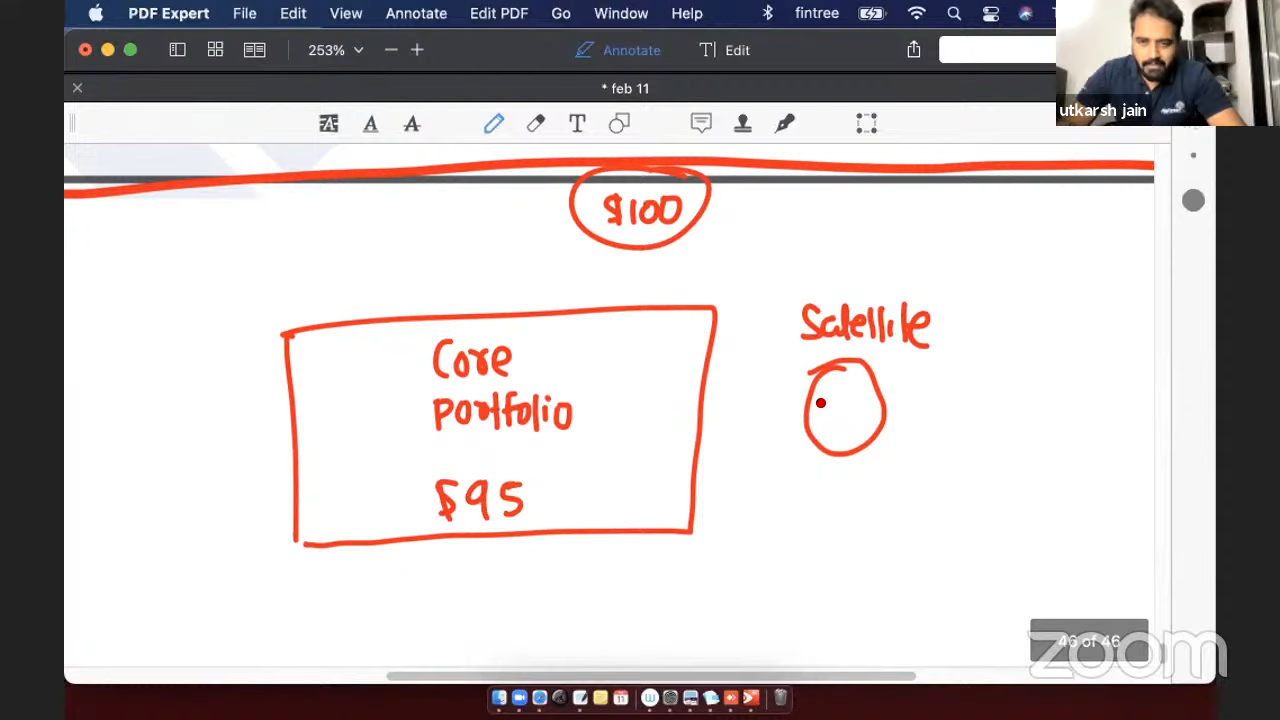 PDF Expert File Edit View Annotate Edit PDF Go Window Help fintree
253% Annotate Edit
* feb 11
utkarsh jain
$100
Satellite
Core
Portfolio
$95
46 of 46
zoom